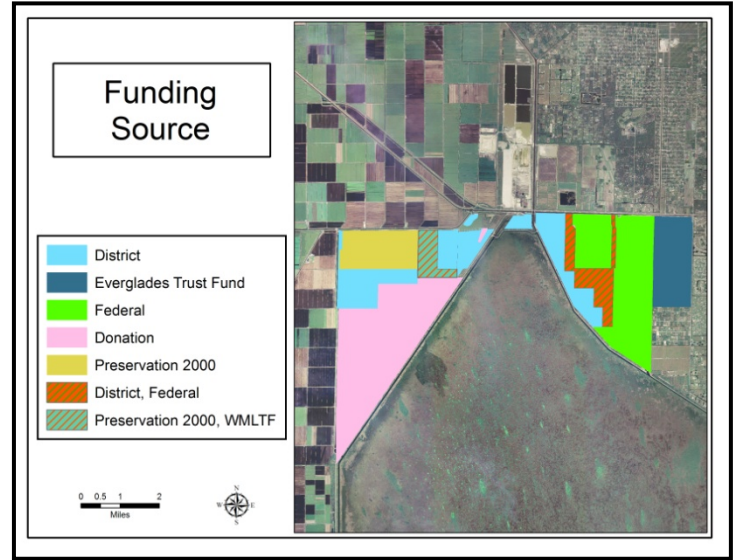 Funding
Source
District
Everglades Trust Fund
Federal
Donation
Preservation 2000
District, Federal
Preservation 2000, WMLTF
0 0.5 1 2
Miles
N
W E
S